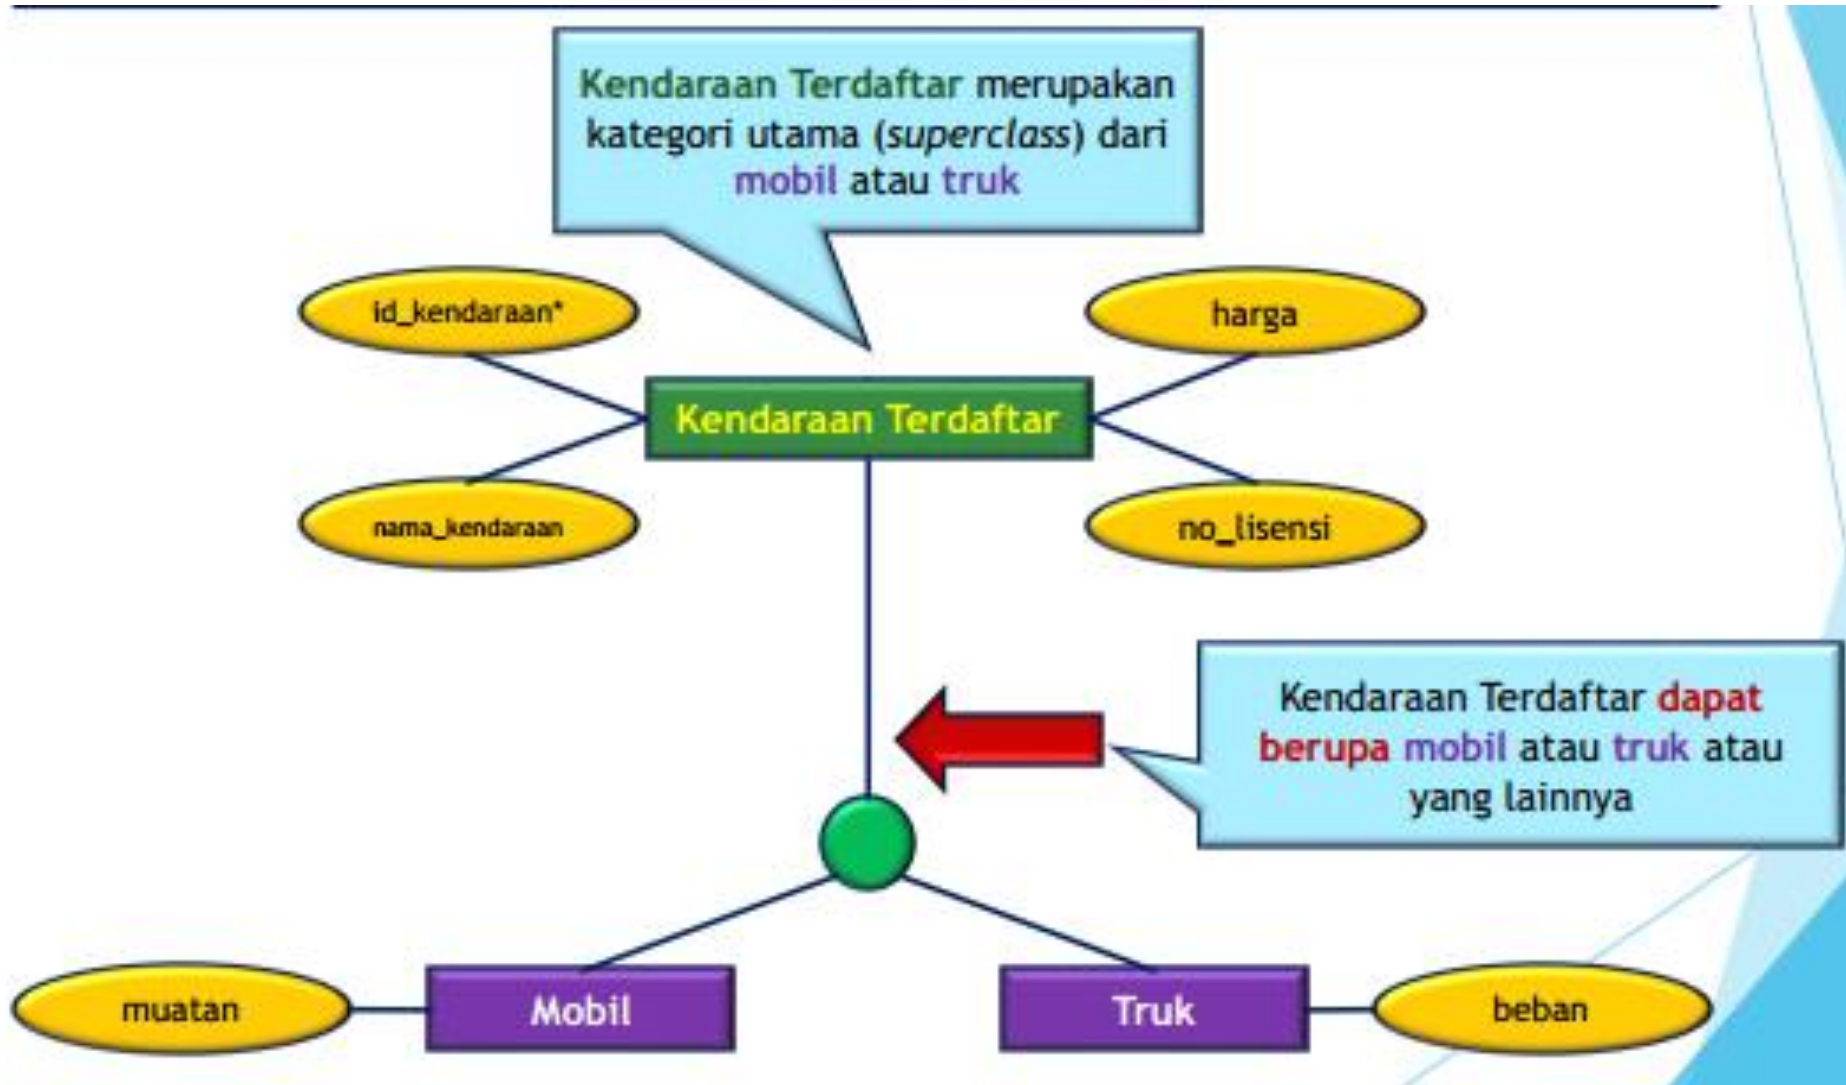 Kendaraan Terdaftar merupakan
kategori utama (superclass) dari
mobil atau truk
id_kendaraan*
harga
Kendaraan Terdaftar
nama_kendaraan
no_lisensi
Kendaraan Terdaftar dapat
berupa mobil atau truk atau
yang lainnya
muatan
Mobil
Truk
beban